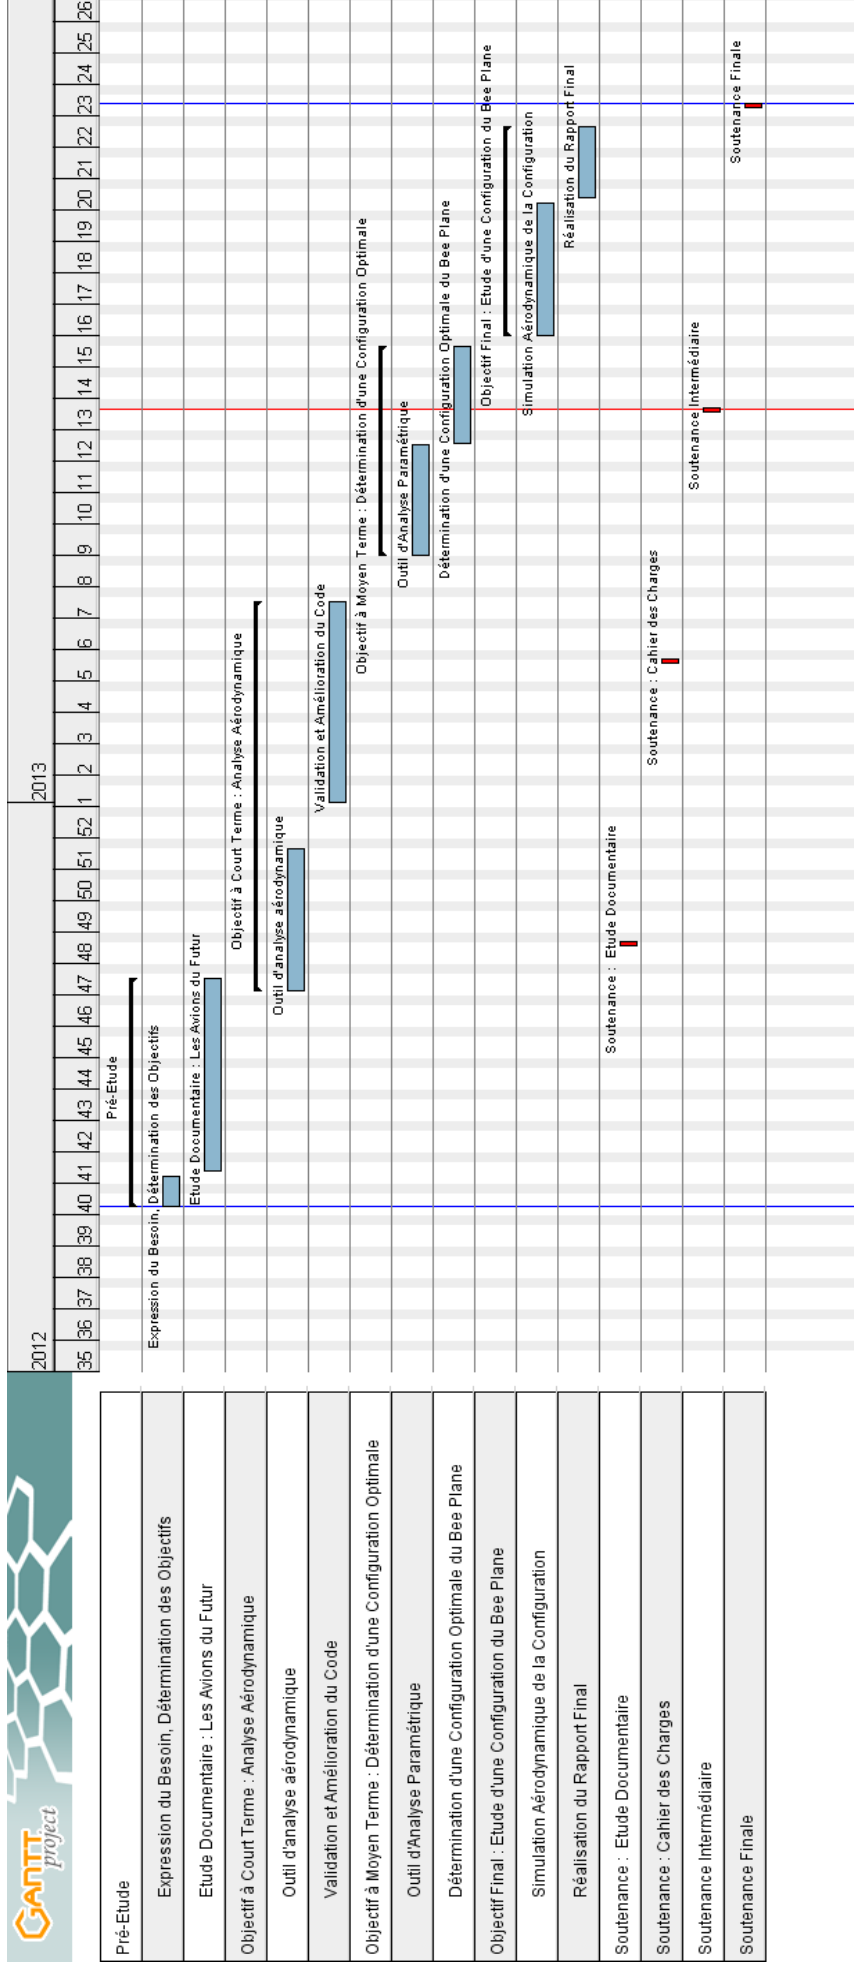 GANTT
project
2012
2013
35 36 37 38 39 40 41 42 43 44 45 46 47 48 49 50 51 52 1 2 3 4 5 6 7 8 9 10 11 12 13 14 15 16 17 18 19 20 21 22 23 24 25 26
Pré-Etude
Expression du Besoin, Détermination des Objectifs
Etude Documentaire : Les Avions du Futur
Objectif à Court Terme : Analyse Aérodynamique
Outil d'analyse aérodynamique
Validation et Amélioration du Code
Objectif à Moyen Terme : Détermination d'une Configuration Optimale
Outil d'Analyse Paramétrique
Détermination d'une Configuration Optimale du Bee Plane
Objectif Final : Etude d'une Configuration du Bee Plane
Simulation Aérodynamique de la Configuration
Réalisation du Rapport Final
Soutenance : Etude Documentaire
Soutenance : Cahier des Charges
Soutenance Intermédiaire
Soutenance Finale
Pré-Etude
Expression du Besoin, Détermination des Objectifs
Etude Documentaire : Les Avions du Futur
Objectif à Court Terme : Analyse Aérodynamique
Outil d'analyse aérodynamique
Validation et Amélioration du Code
Objectif à Moyen Terme : Détermination d'une Configuration Optimale
Outil d'Analyse Paramétrique
Détermination d'une Configuration Optimale du Bee Plane
Objectif Final : Etude d'une Configuration du Bee Plane
Simulation Aérodynamique de la Configuration
Réalisation du Rapport Final
Soutenance : Etude Documentaire
Soutenance : Cahier des Charges
Soutenance Intermédiaire
Soutenance Finale